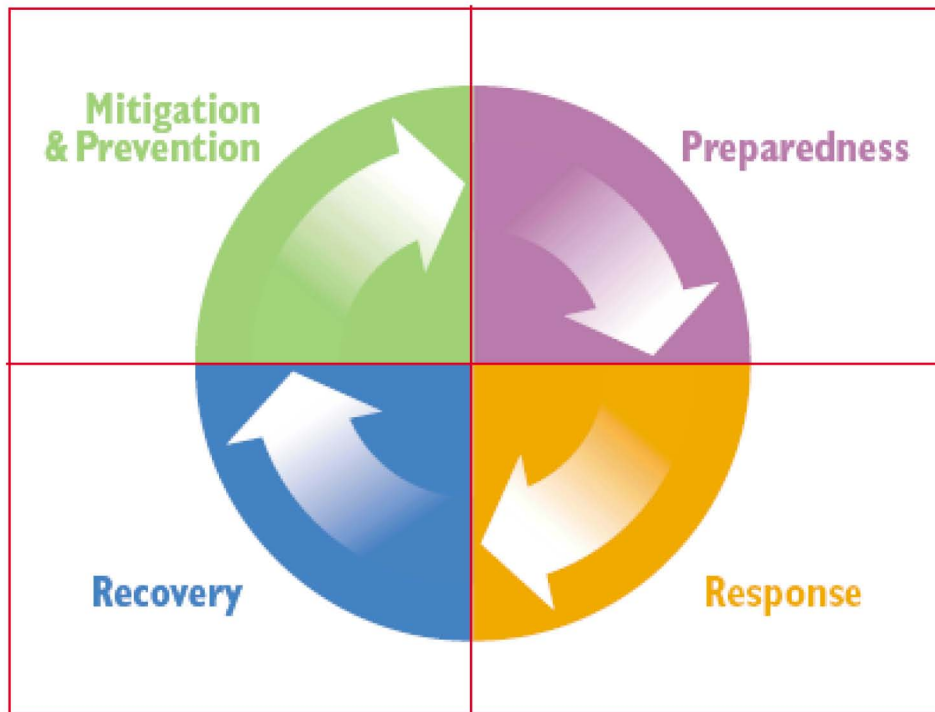 Mitigation
& Prevention
Preparedness
Recovery
Response